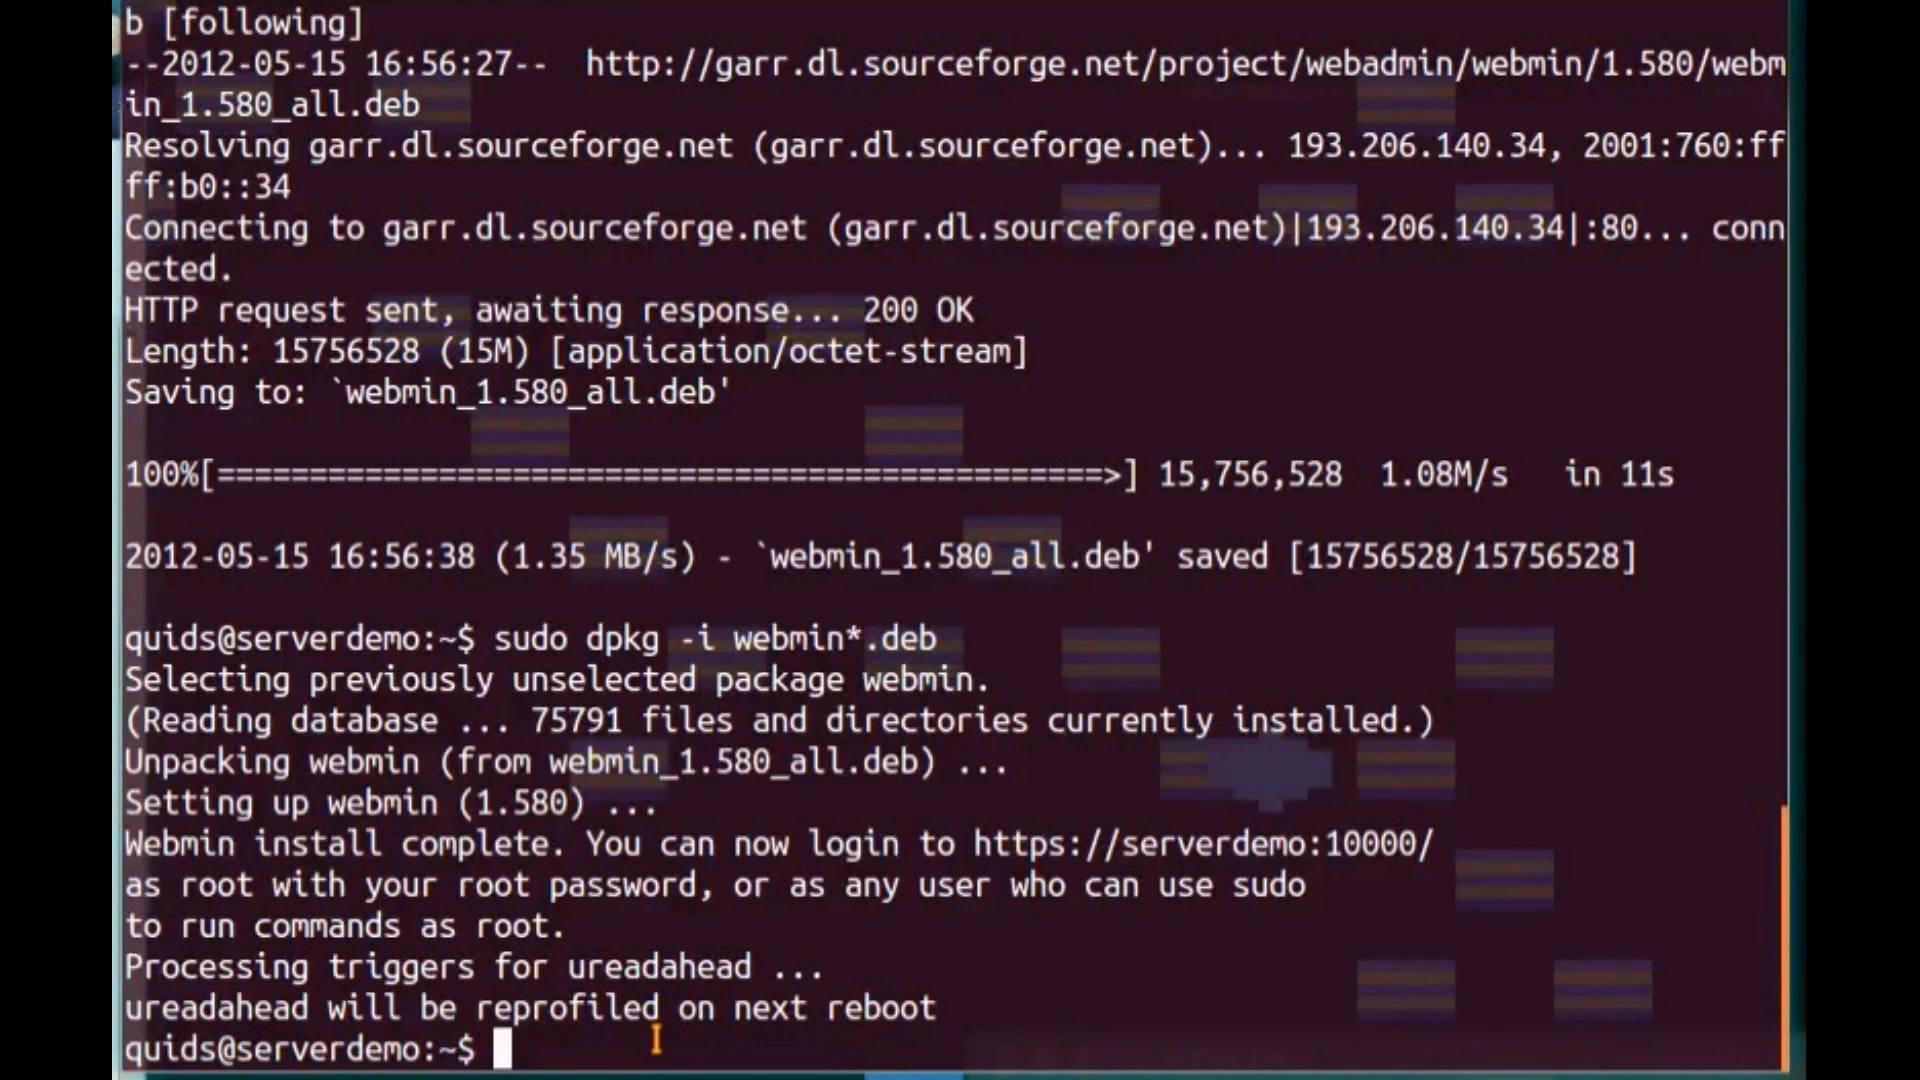 b [following]
--2012-05-15 16:56:27--  http://garr.dl.sourceforge.net/project/webadmin/webmin/1.580/webm
in_1.580_all.deb
Resolving garr.dl.sourceforge.net (garr.dl.sourceforge.net)... 193.206.140.34, 2001:760:ff
ff:b0::34
Connecting to garr.dl.sourceforge.net (garr.dl.sourceforge.net)|193.206.140.34|:80... conn
ected.
HTTP request sent, awaiting response... 200 OK
Length: 15756528 (15M) [application/octet-stream]
Saving to: `webmin_1.580_all.deb'
100%[================================================>] 15,756,528  1.08M/s   in 11s
2012-05-15 16:56:38 (1.35 MB/s) - `webmin_1.580_all.deb' saved [15756528/15756528]
quids@serverdemo:~$ sudo dpkg -i webmin*.deb
Selecting previously unselected package webmin.
(Reading database ... 75791 files and directories currently installed.)
Unpacking webmin (from webmin_1.580_all.deb) ...
Setting up webmin (1.580) ...
Webmin install complete. You can now login to https://serverdemo:10000/
as root with your root password, or as any user who can use sudo
to run commands as root.
Processing triggers for ureadahead ...
ureadahead will be reprofiled on next reboot
quids@serverdemo:~$